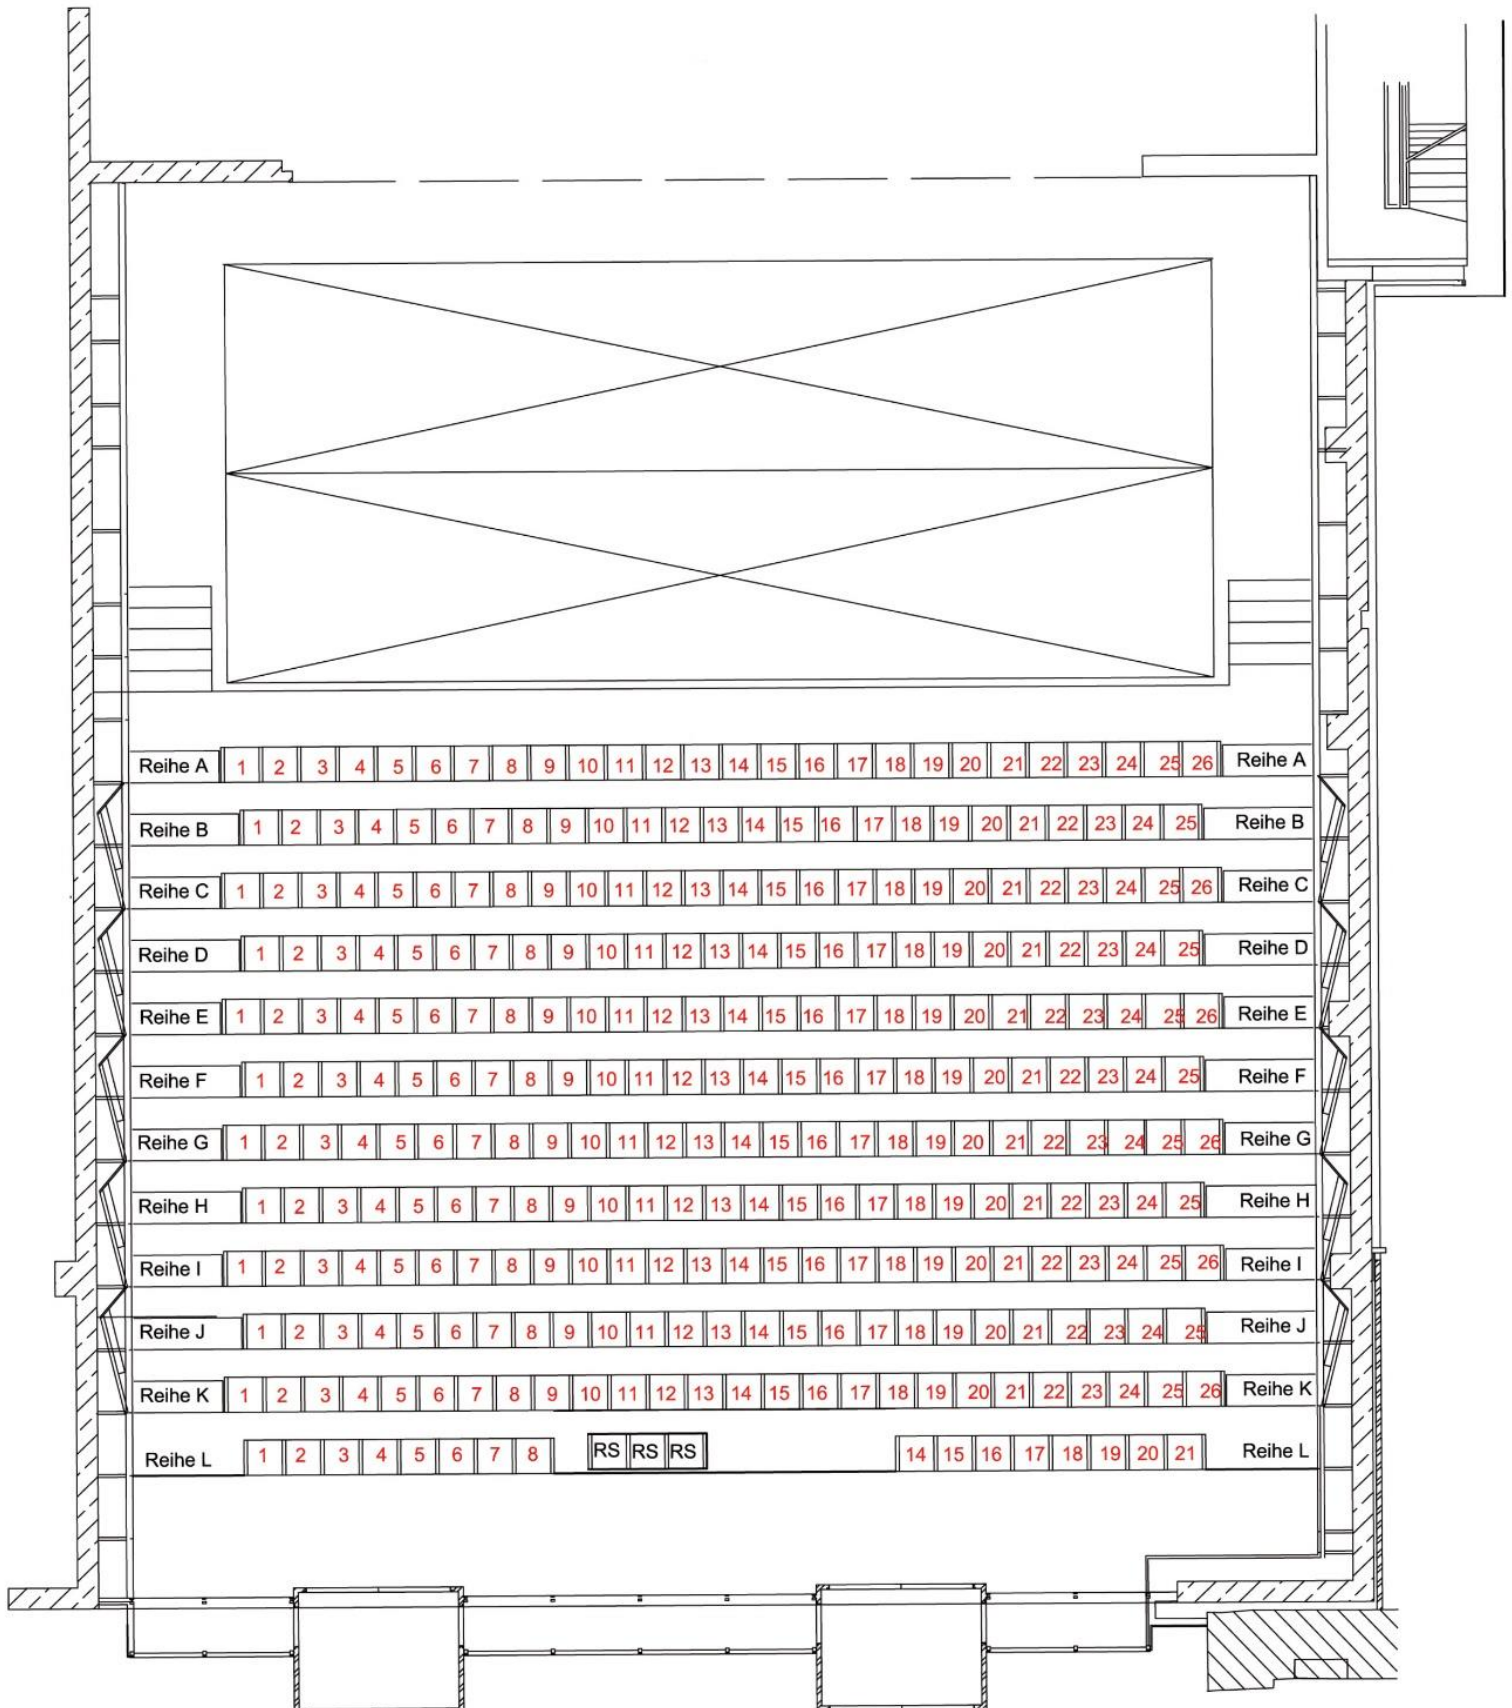 Reihe A 1 2 3 4 5 6 7 8 9 10 11 12 13 14 15 16 17 18 19 20 21 22 23 24 25 26 Reihe A
Reihe B 1 2 3 4 5 6 7 8 9 10 11 12 13 14 15 16 17 18 19 20 21 22 23 24 25 Reihe B
Reihe C 1 2 3 4 5 6 7 8 9 10 11 12 13 14 15 16 17 18 19 20 21 22 23 24 25 26 Reihe C
Reihe D 1 2 3 4 5 6 7 8 9 10 11 12 13 14 15 16 17 18 19 20 21 22 23 24 25 Reihe D
Reihe E 1 2 3 4 5 6 7 8 9 10 11 12 13 14 15 16 17 18 19 20 21 22 23 24 25 26 Reihe E
Reihe F 1 2 3 4 5 6 7 8 9 10 11 12 13 14 15 16 17 18 19 20 21 22 23 24 25 Reihe F
Reihe G 1 2 3 4 5 6 7 8 9 10 11 12 13 14 15 16 17 18 19 20 21 22 23 24 25 26 Reihe G
Reihe H 1 2 3 4 5 6 7 8 9 10 11 12 13 14 15 16 17 18 19 20 21 22 23 24 25 Reihe H
Reihe I 1 2 3 4 5 6 7 8 9 10 11 12 13 14 15 16 17 18 19 20 21 22 23 24 25 26 Reihe I
Reihe J 1 2 3 4 5 6 7 8 9 10 11 12 13 14 15 16 17 18 19 20 21 22 23 24 25 Reihe J
Reihe K 1 2 3 4 5 6 7 8 9 10 11 12 13 14 15 16 17 18 19 20 21 22 23 24 25 26 Reihe K
Reihe L 1 2 3 4 5 6 7 8 RS RS RS 14 15 16 17 18 19 20 21 Reihe L